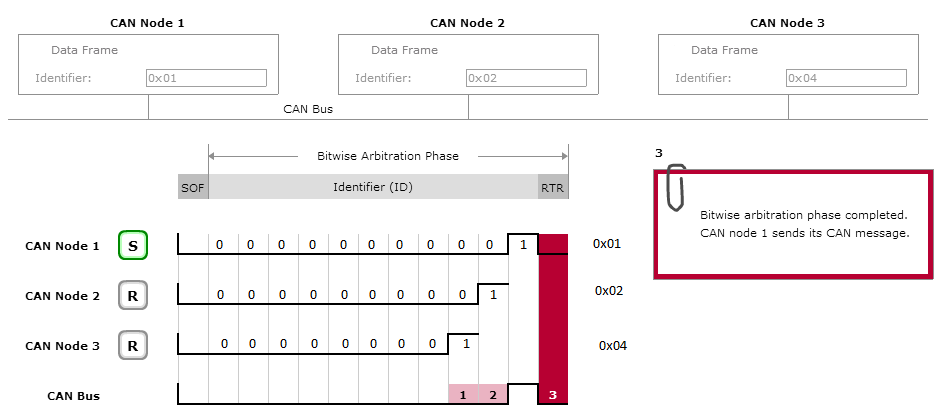 CAN Node 1 CAN Node 2 CAN Node 3
Data Frame Data Frame Data Frame
Identifier: 0x01 Identifier: 0x02 Identifier: 0x04
CAN Bus
Bitwise Arbitration Phase
3
SOF Identifier (ID) RTR
Bitwise arbitration phase completed.
CAN node 1 sends its CAN message.
CAN Node 1 S 0 0 0 0 0 0 0 0 0 0 1 0x01
CAN Node 2 R 0 0 0 0 0 0 0 0 0 1 0x02
CAN Node 3 R 0 0 0 0 0 0 0 0 1 0x04
CAN Bus 1 2 3